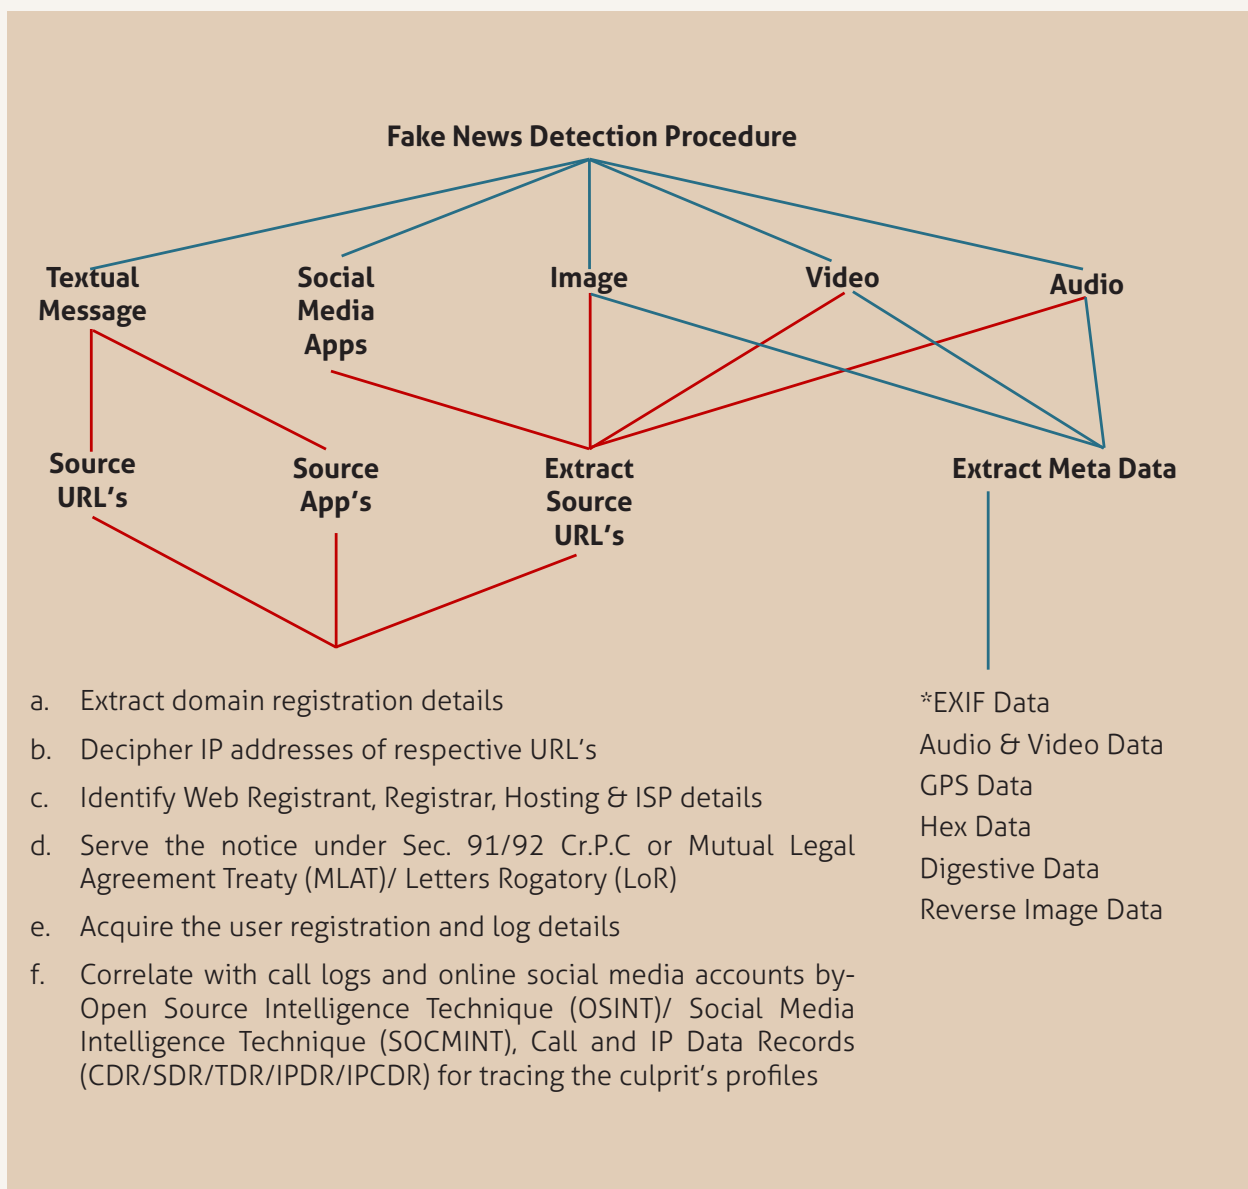 Fake News Detection Procedure
Textual
Message
Social
Media
Apps
Image
Video
Audio
Source
URL's
Source
App's
Extract
Source
URL's
Extract Meta Data
a. Extract domain registration details
b. Decipher IP addresses of respective URL's
c. Identify Web Registrant, Registrar, Hosting & ISP details
d. Serve the notice under Sec. 91/92 Cr.P.C or Mutual Legal
Agreement Treaty (MLAT)/ Letters Rogatory (LoR)
e. Acquire the user registration and log details
f. Correlate with call logs and online social media accounts by-
Open Source Intelligence Technique (OSINT)/ Social Media
Intelligence Technique (SOCMINT), Call and IP Data Records
(CDR/SDR/TDR/IPDR/IPCDR) for tracing the culprit's profiles
*EXIF Data
Audio & Video Data
GPS Data
Hex Data
Digestive Data
Reverse Image Data